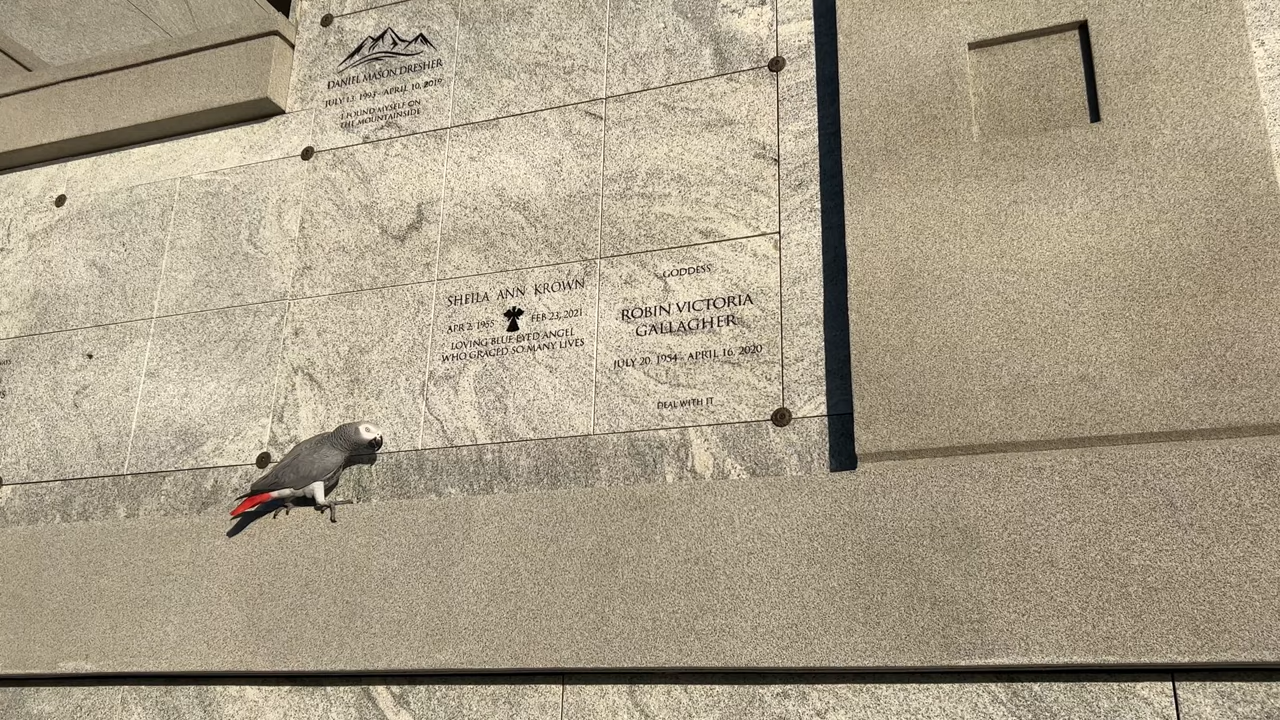 DANIEL MASON DRESHER
JULY 13, 1993 - APRIL 10, 2019
I FOUND MYSELF ON
THE MOUNTAINSIDE
SHEILA ANN KROWN
APR 2, 1955 FEB 23, 2021
LOVING BLUE EYED ANGEL
WHO GRACED SO MANY LIVES
GODDESS
ROBIN VICTORIA
GALLAGHER
JULY 20, 1954 - APRIL 16, 2020
DEAL WITH IT